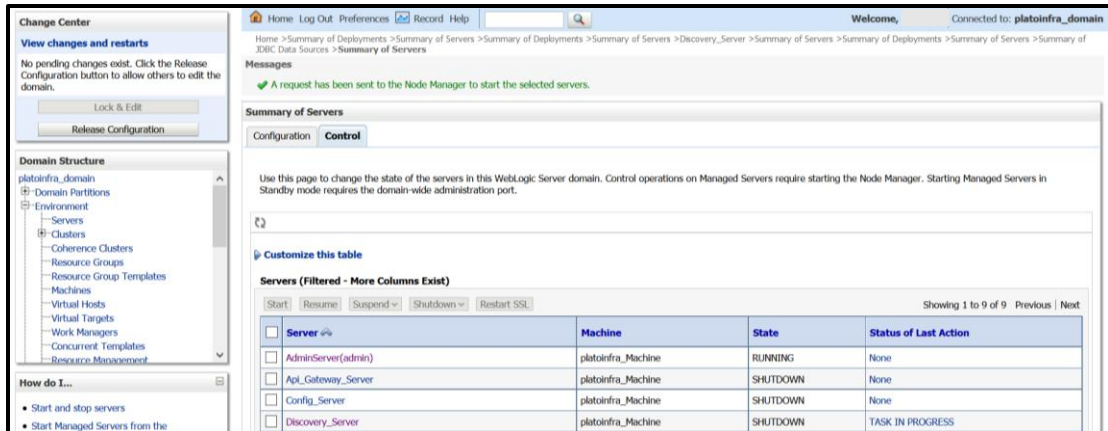 Change Center
View changes and restarts
No pending changes exist. Click the Release
Configuration button to allow others to edit the
domain.
Lock & Edit
Release Configuration
Domain Structure
platoinfra_domain
Domain Partitions
Environment
Servers
Clusters
Coherence Clusters
Resource Groups
Resource Group Templates
Machines
Virtual Hosts
Virtual Targets
Work Managers
Concurrent Templates
Resource Management
How do I...
Start and stop servers
Start Managed Servers from the
Home Log Out Preferences Record Help
Welcome, Connected to: platoinfra_domain
Home >Summary of Deployments >Summary of Servers >Summary of Deployments >Summary of Servers >Discovery_Server >Summary of Servers >Summary of Deployments >Summary of Servers >Summary of
JDBC Data Sources >Summary of Servers
Messages
A request has been sent to the Node Manager to start the selected servers.
Summary of Servers
Configuration Control
Use this page to change the state of the servers in this WebLogic Server domain. Control operations on Managed Servers require starting the Node Manager. Starting Managed Servers in
Standby mode requires the domain-wide administration port.
Customize this table
Servers (Filtered - More Columns Exist)
Start Resume Suspend Shutdown Restart SSL Showing 1 to 9 of 9 Previous | Next
Server Machine State Status of Last Action
AdminServer(admin) platoinfra_Machine RUNNING None
Api_Gateway_Server platoinfra_Machine SHUTDOWN None
Config_Server platoinfra_Machine SHUTDOWN None
Discovery_Server platoinfra_Machine SHUTDOWN TASK IN PROGRESS